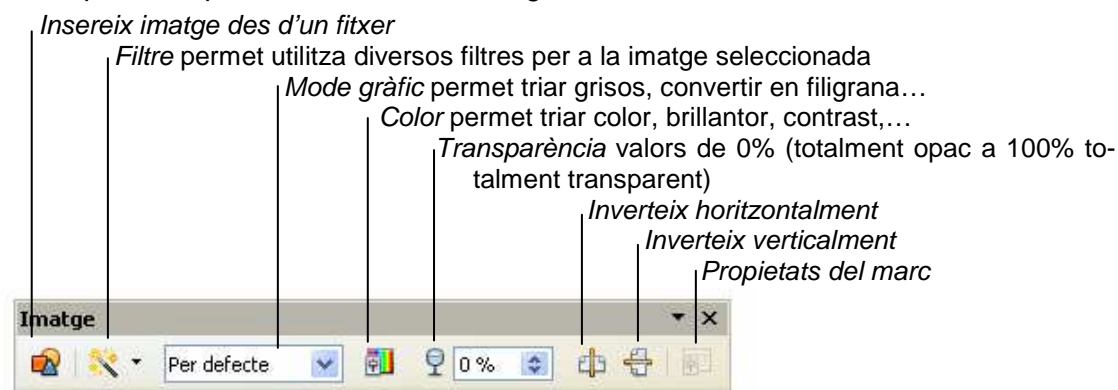 Insereix imatge des d'un fitxer
Filtre permet utilitza diversos filtres per a la imatge seleccionada
Mode gràfic permet triar grisos, convertir en filigrana…
Color permet triar color, brillantor, contrast,…
Transparència valors de 0% (totalment opac a 100% to-
talment transparent)
Inverteix horitzontalment
Inverteix verticalment
Propietats del marc
Imatge
Per defecte 0 %